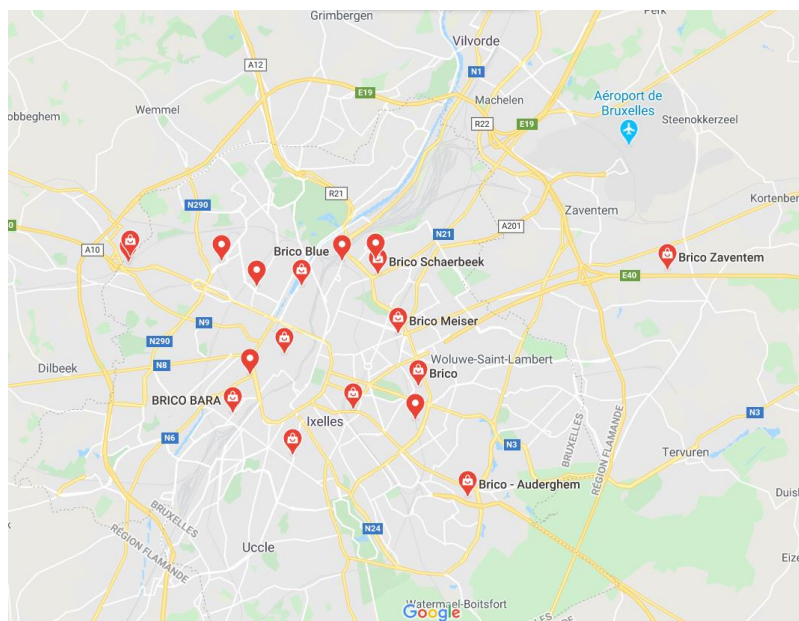 Grimbergen
Perk
Vilvorde
A12
N1
E19
Machelen
Aéroport de
Bruxelles
obbeghem
Wemmel
R22
E19
Steenokkerzeel
R21
N290
Kortenber
Zaventem
A201
N21
A10
Brico Blue
Brico Schaerbeek
Brico Zaventem
E40
N9
Brico Meiser
N290
N8
Woluwe-Saint-Lambert
Dilbeek
Brico
BRICO BARA
N3
Ixelles
N6
N3
BRUXELLES
RÉGION FLAMANDE
Tervuren
Brico - Auderghem
Duis
BRUXELLES
RÉGION FLAMANDE
N24
Uccle
Eize
Watermael-Boitsfort
Google